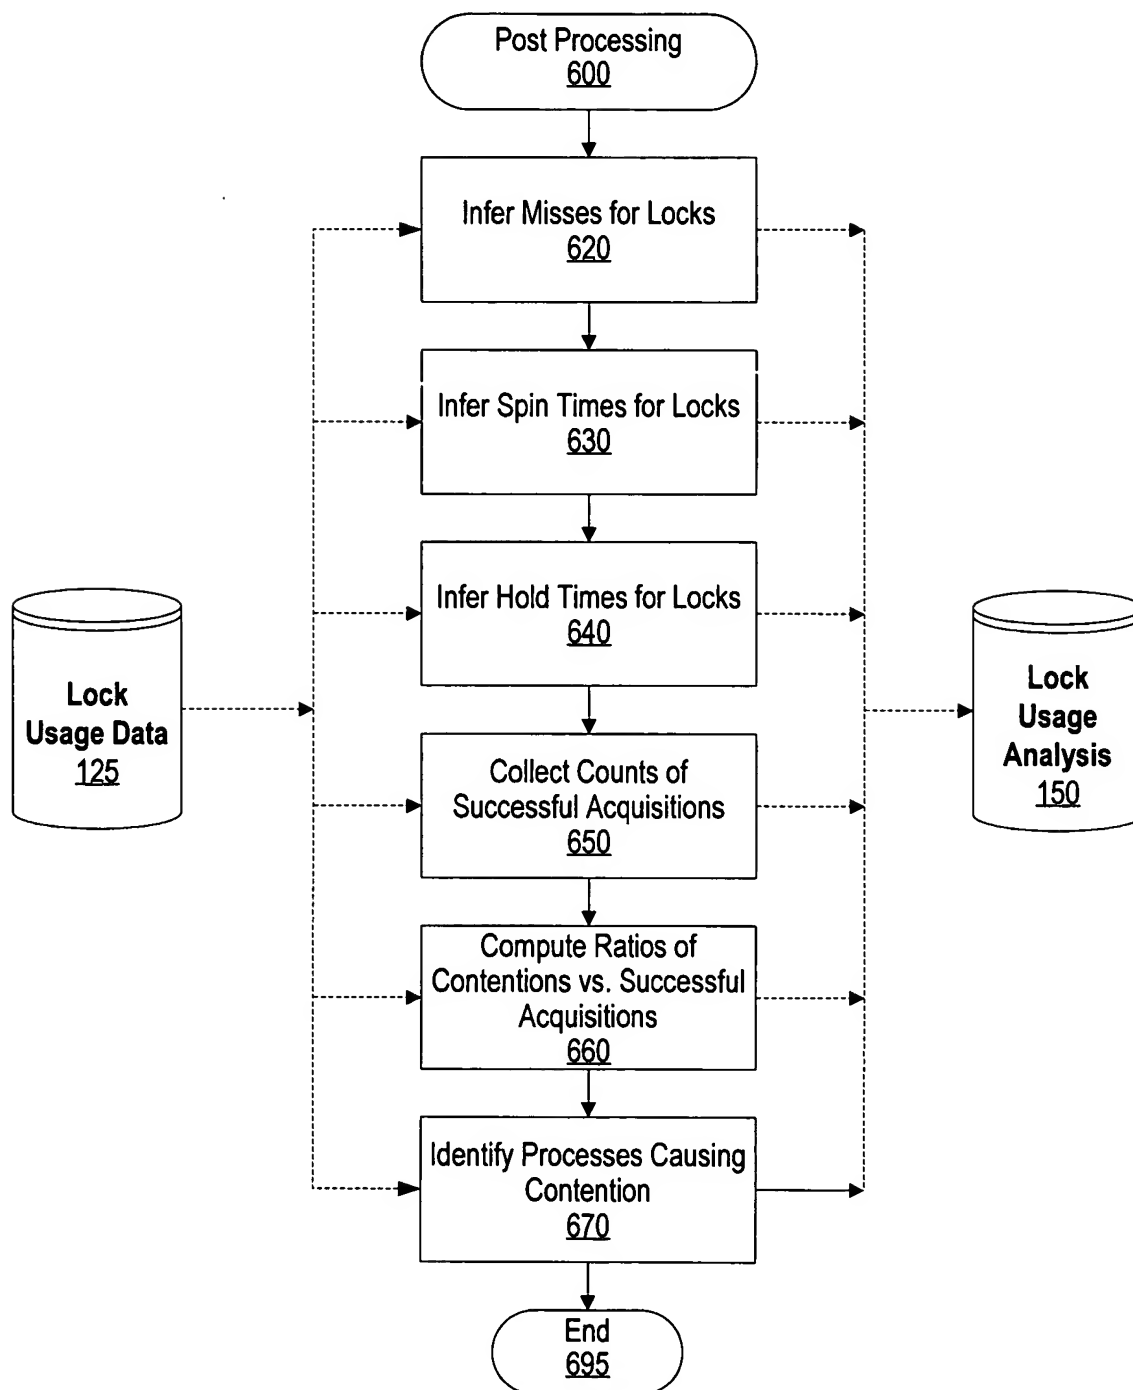 Post Processing
600
Infer Misses for Locks
620
Infer Spin Times for Locks
630
Infer Hold Times for Locks
640
Lock
Usage Data
125
Lock
Usage
Analysis
150
Collect Counts of
Successful Acquisitions
650
Compute Ratios of
Contentions vs. Successful
Acquisitions
660
Identify Processes Causing
Contention
670
End
695